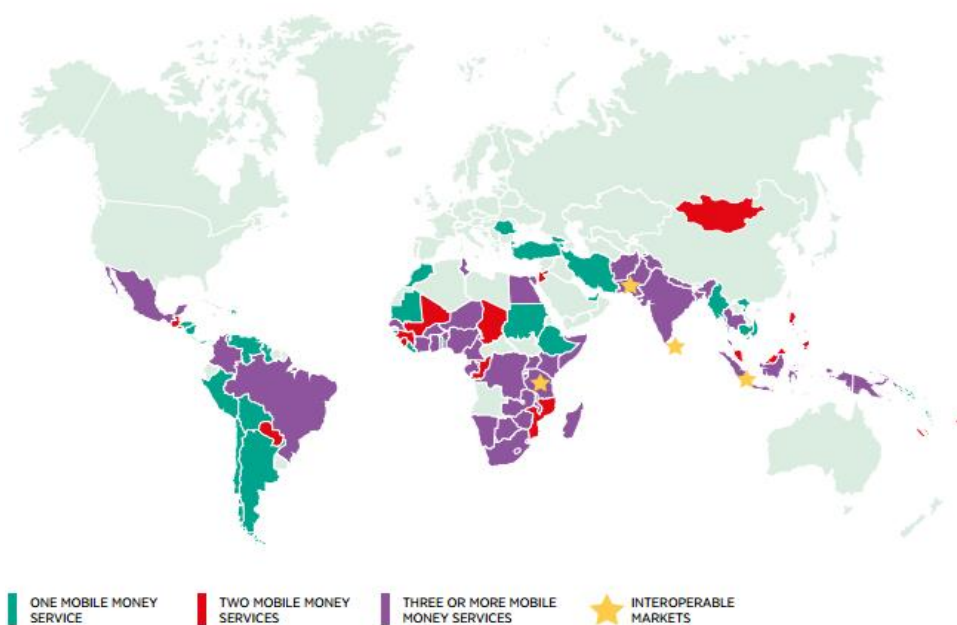 ONE MOBILE MONEY
SERVICE
TWO MOBILE MONEY
SERVICES
THREE OR MORE MOBILE
MONEY SERVICES
INTEROPERABLE
MARKETS